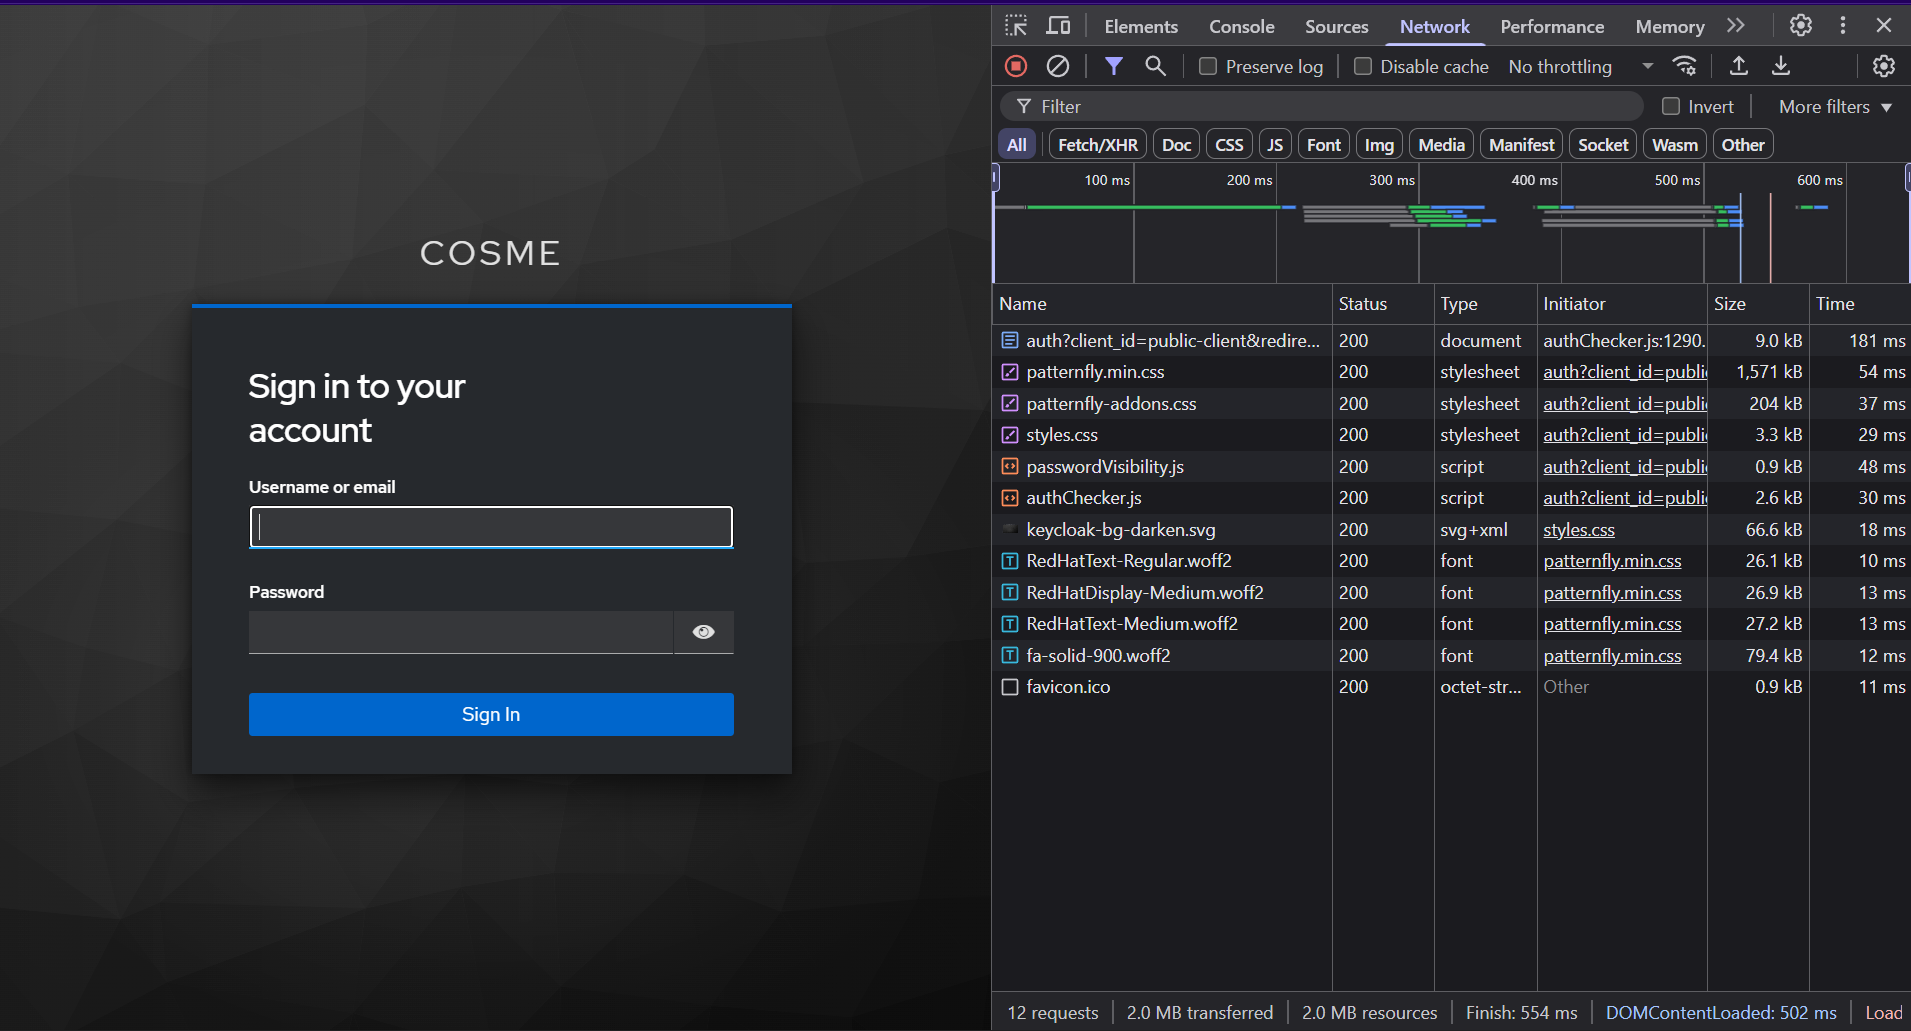 COSME
Sign in to your
account
Username or email
Password
Sign In
Elements Console Sources Network Performance Memory
Preserve log Disable cache No throttling
Filter Invert More filters
All Fetch/XHR Doc CSS JS Font Img Media Manifest Socket Wasm Other
100 ms 200 ms 300 ms 400 ms 500 ms 600 ms
Name Status Type Initiator Size Time
auth?client_id=public-client&redire... 200 document authChecker.js:1290. 9.0 kB 181 ms
patternfly.min.css 200 stylesheet auth?client_id=publi 1,571 kB 54 ms
patternfly-addons.css 200 stylesheet auth?client_id=publi 204 kB 37 ms
styles.css 200 stylesheet auth?client_id=publi 3.3 kB 29 ms
passwordVisibility.js 200 script auth?client_id=publi 0.9 kB 48 ms
authChecker.js 200 script auth?client_id=publi 2.6 kB 30 ms
keycloak-bg-darken.svg 200 svg+xml styles.css 66.6 kB 18 ms
RedHatText-Regular.woff2 200 font patternfly.min.css 26.1 kB 10 ms
RedHatDisplay-Medium.woff2 200 font patternfly.min.css 26.9 kB 13 ms
RedHatText-Medium.woff2 200 font patternfly.min.css 27.2 kB 13 ms
fa-solid-900.woff2 200 font patternfly.min.css 79.4 kB 12 ms
favicon.ico 200 octet-str... Other 0.9 kB 11 ms
12 requests 2.0 MB transferred 2.0 MB resources Finish: 554 ms DOMContentLoaded: 502 ms Load